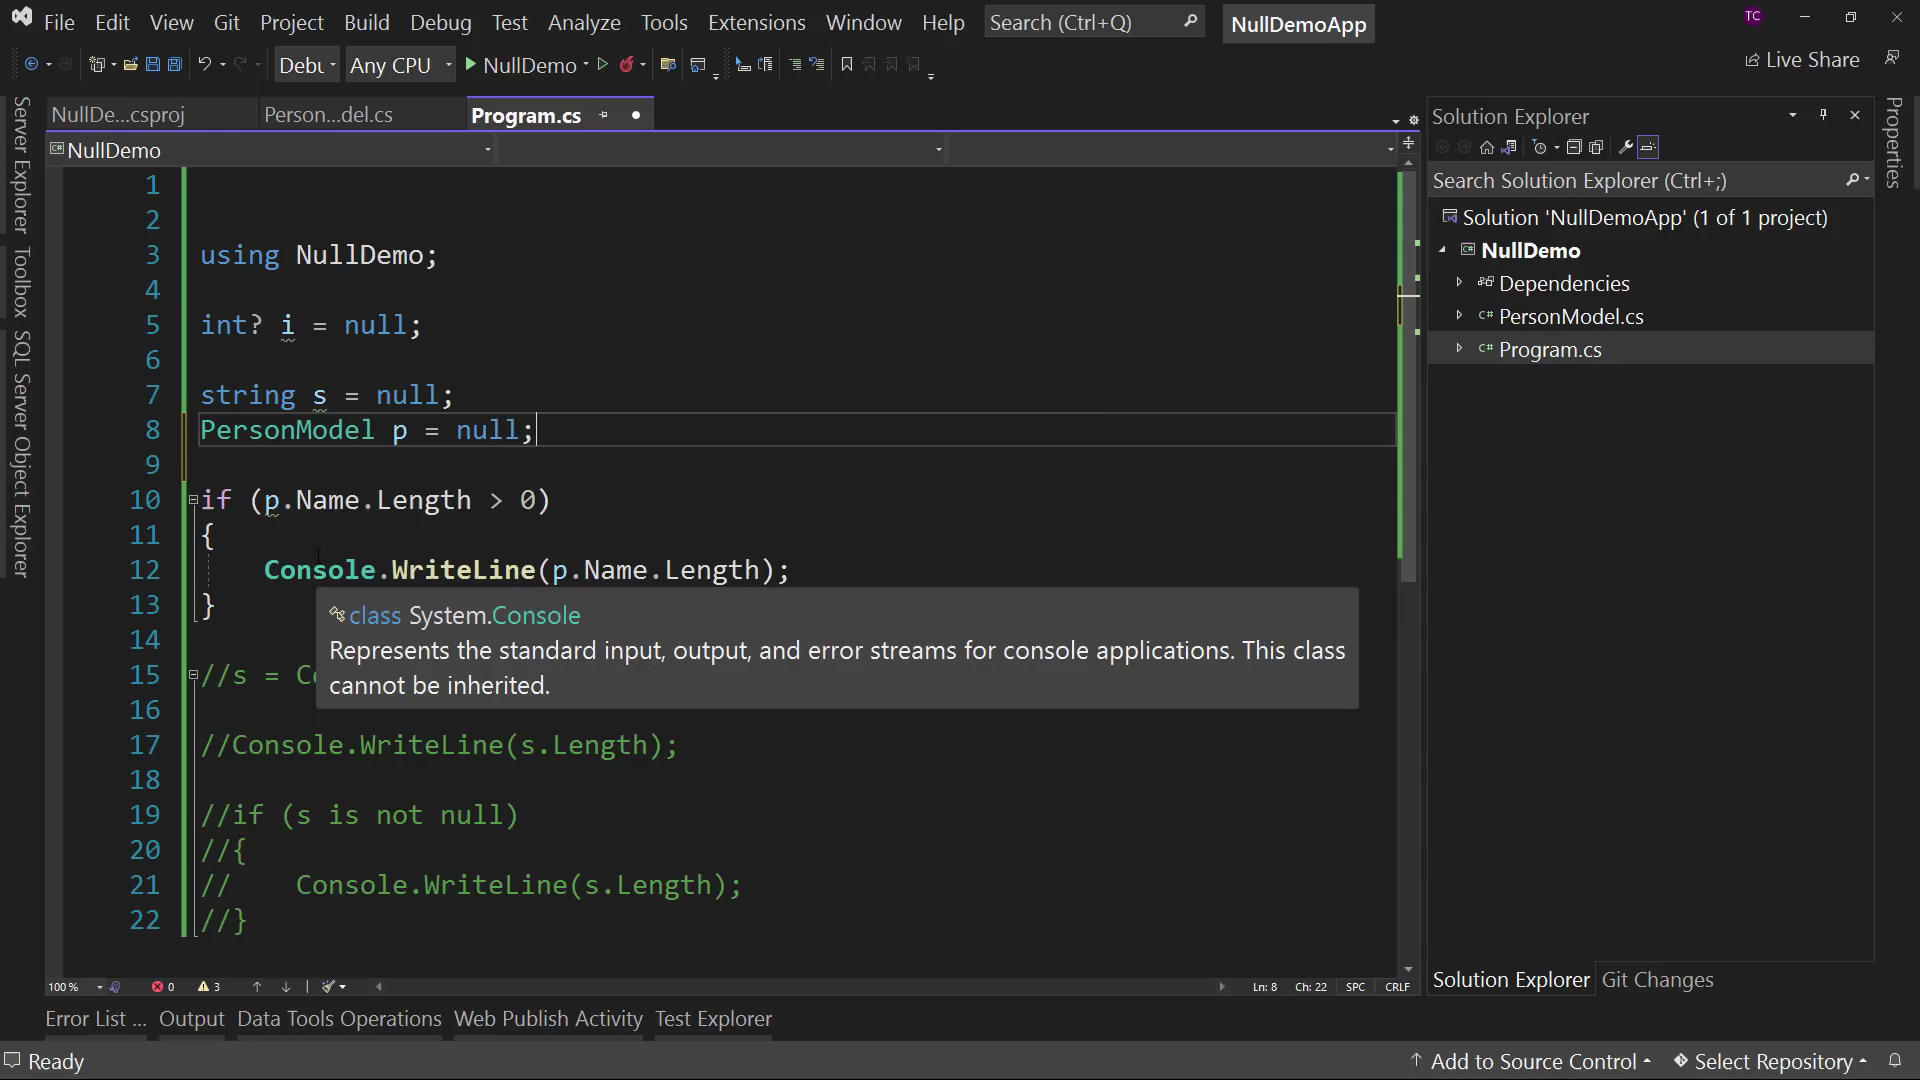 File Edit View Git Project Build Debug Test Analyze Tools Extensions Window Help Search (Ctrl+Q) NullDemoApp TC
Debu Any CPU NullDemo Live Share
NullDe...csproj Person...del.cs Program.cs
NullDemo
Server Explorer
Toolbox
SQL Server Object Explorer
1
2
3 using NullDemo;
4
5 int? i = null;
6
7 string s = null;
8 PersonModel p = null;
9
10 if (p.Name.Length > 0)
11 {
12 Console.WriteLine(p.Name.Length);
13 }
14
class System.Console
Represents the standard input, output, and error streams for console applications. This class
cannot be inherited.
15 //s = Co
16
17 //Console.WriteLine(s.Length);
18
19 //if (s is not null)
20 //{
21 // Console.WriteLine(s.Length);
22 //}
100 % 0 3 Ln: 8 Ch: 22 SPC CRLF
Solution Explorer
Search Solution Explorer (Ctrl+;)
Solution 'NullDemoApp' (1 of 1 project)
NullDemo
Dependencies
C# PersonModel.cs
C# Program.cs
Solution Explorer Git Changes
Properties
Error List ... Output Data Tools Operations Web Publish Activity Test Explorer
Ready Add to Source Control Select Repository